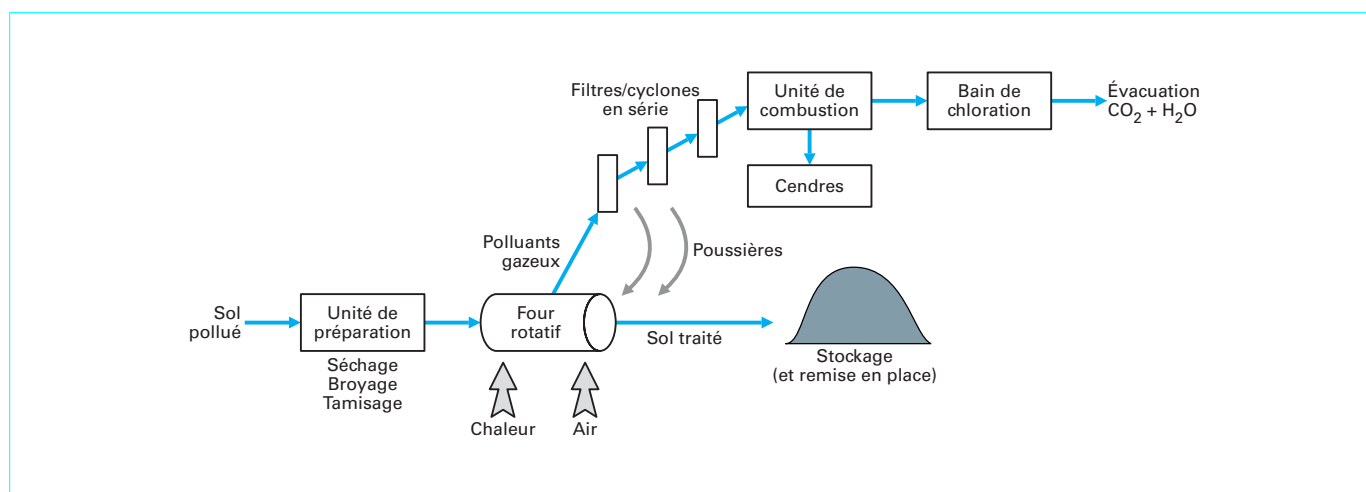 Filtres/cyclones
en série
Unité de
combustion
Bain de
chloration
Évacuation
CO₂ + H₂O
Cendres
Polluants
gazeux
Poussières
Sol
pollué
Unité de
préparation
Four
rotatif
Sol traité
Séchage
Broyage
Tamisage
Stockage
(et remise en place)
Chaleur
Air